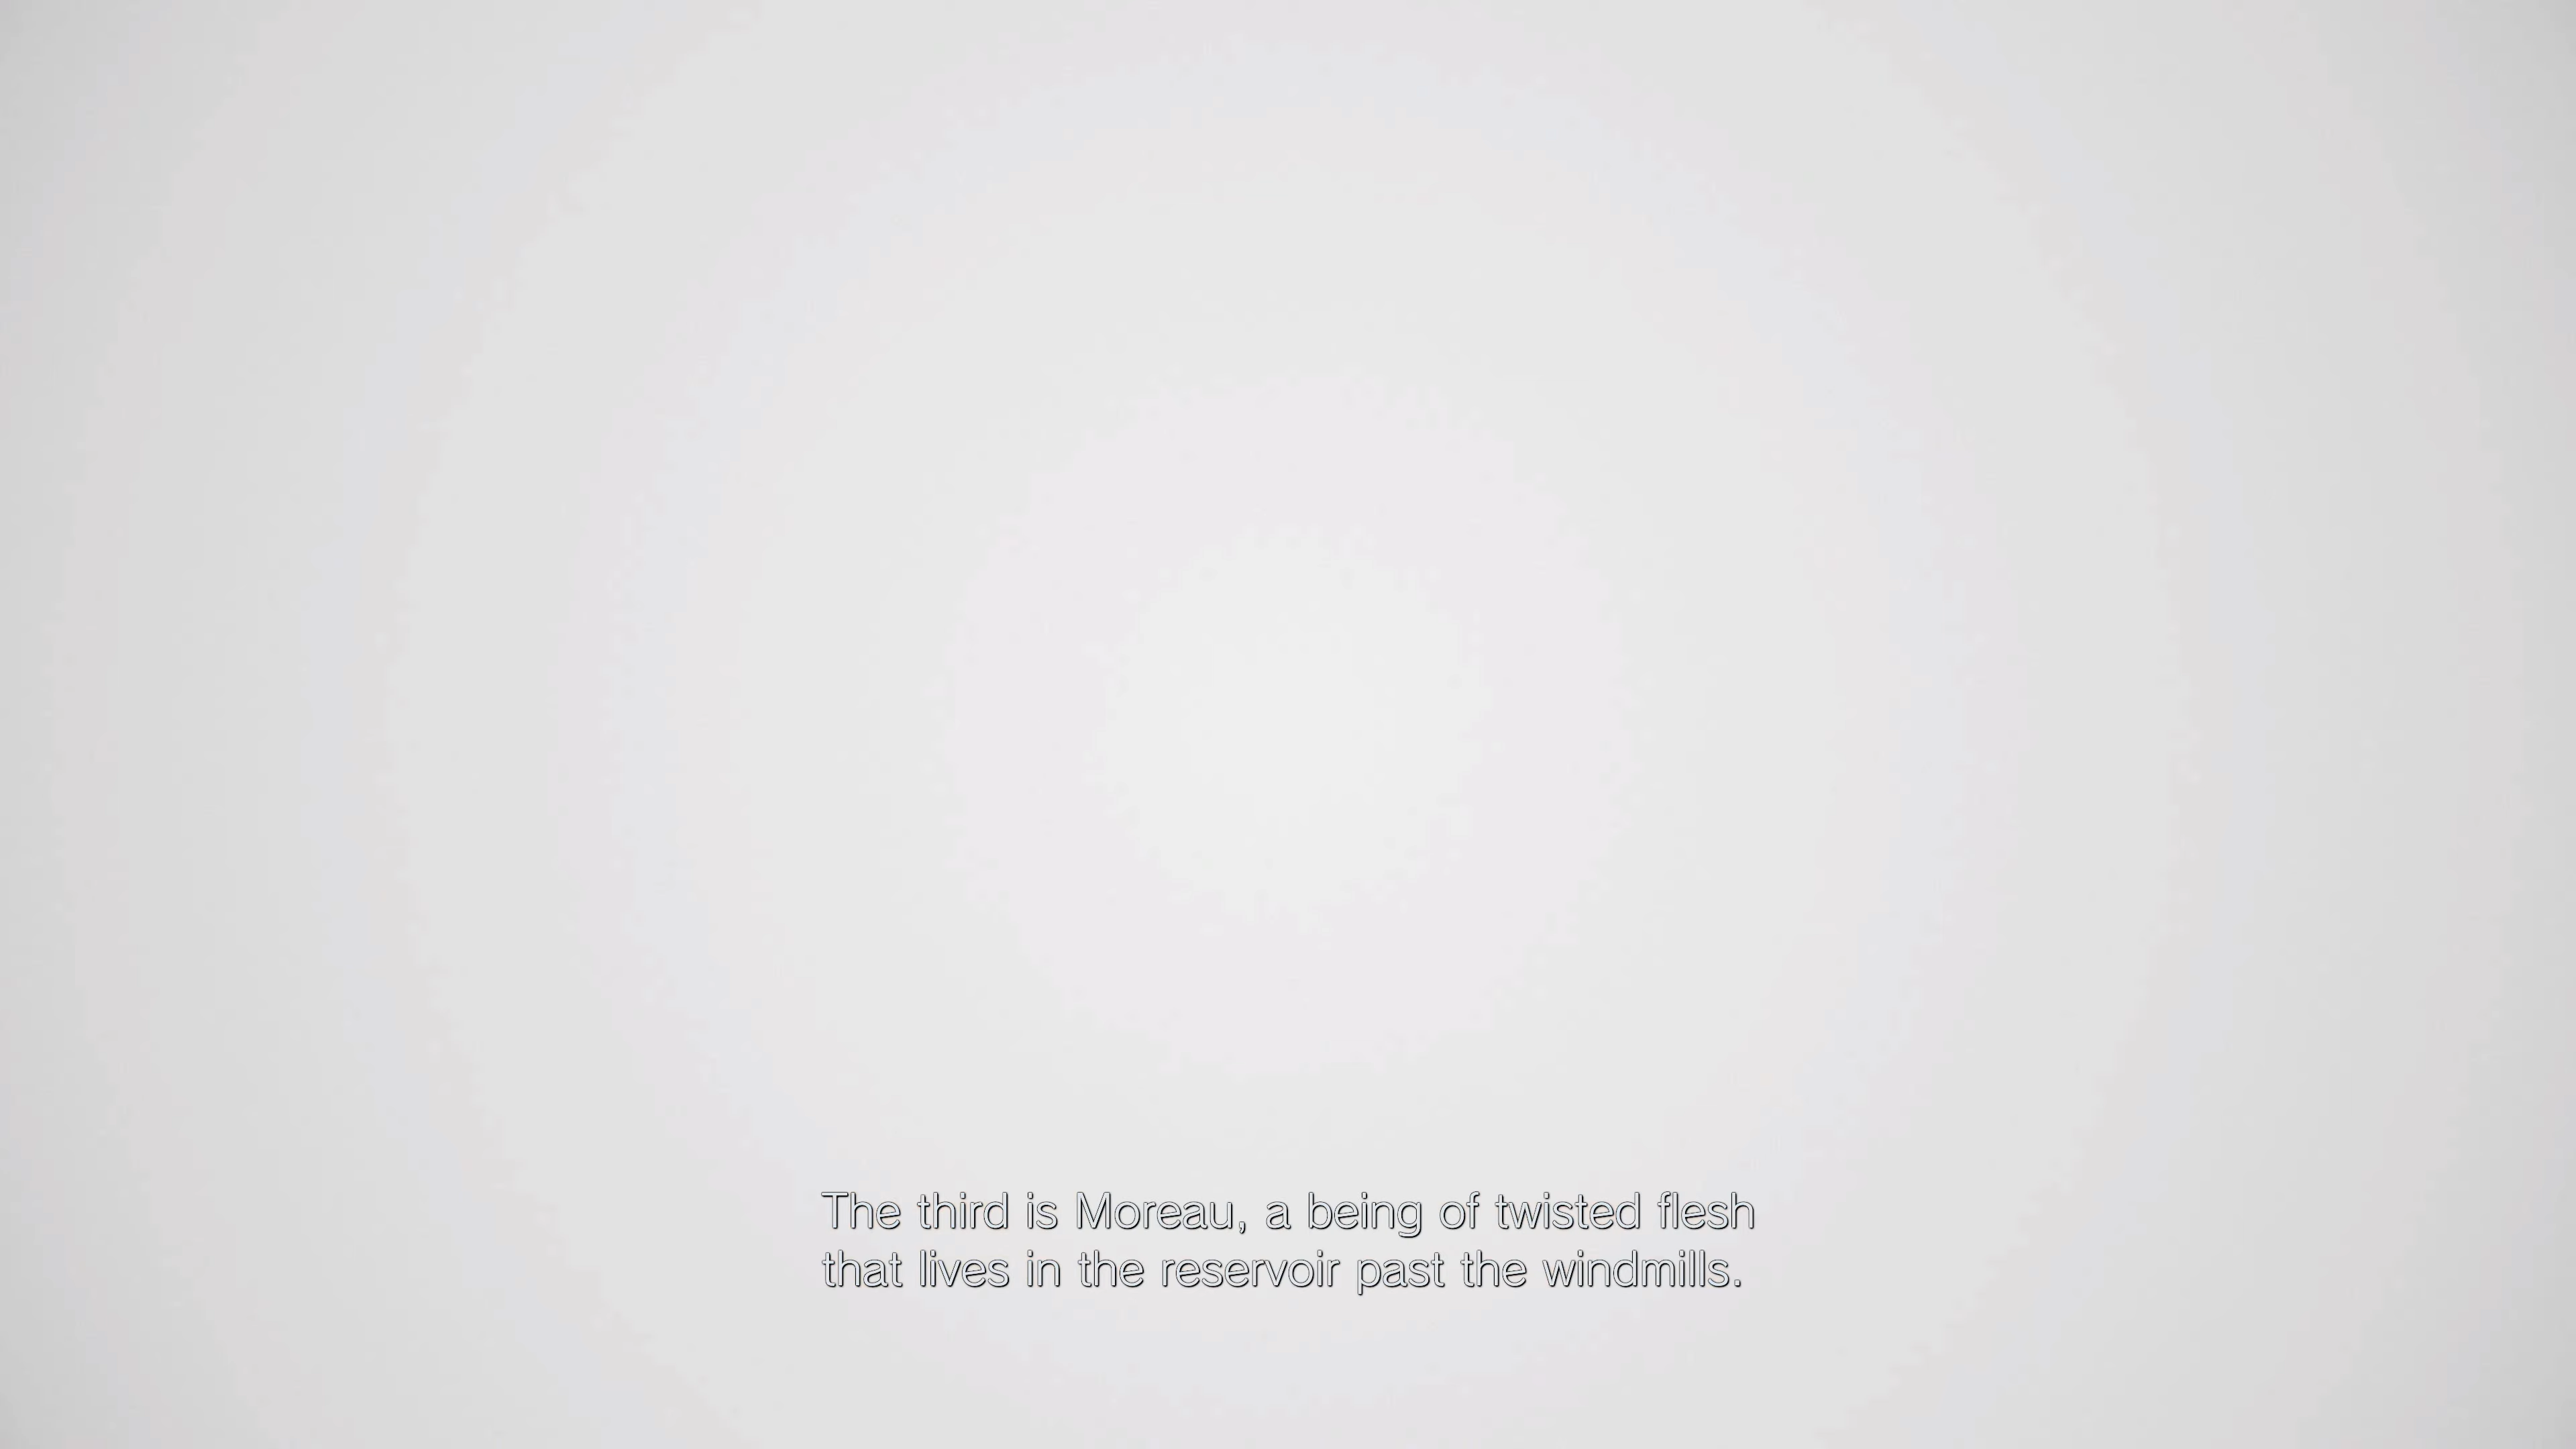 The third is Moreau, a being of twisted flesh
that lives in the reservoir past the windmills.